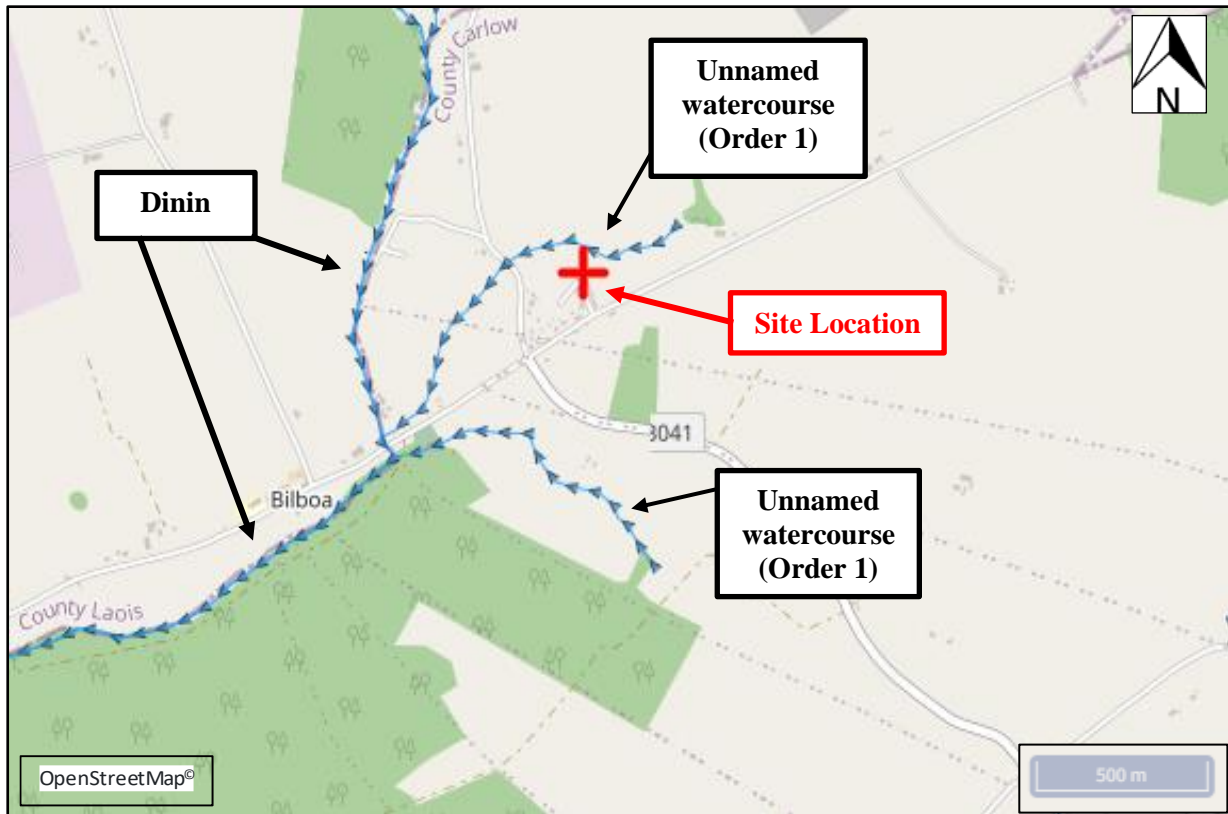 County Carlow
Unnamed
watercourse
(Order 1)
N
Dinin
Site Location
3041
Bilboa
Unnamed
watercourse
(Order 1)
County Laois
OpenStreetMap©
500 m